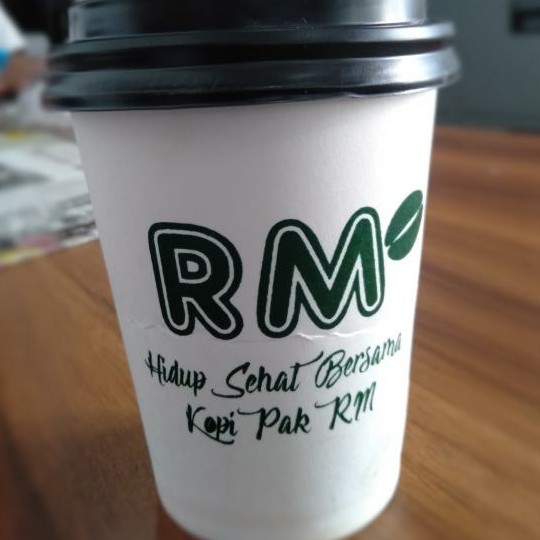 RM
Hidup Sehat Bersama
Kopi Pak RM